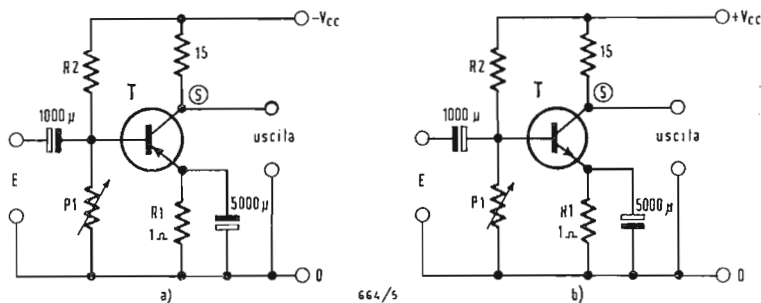 -Vcc
15
R2
T
S
1000 µ
uscita
E
P1
R1
1Ω
5000 µ
0
a)
664/5
+Vcc
15
R2
T
S
1000 µ
uscita
E
P1
R1
1Ω
5000 µ
0
b)